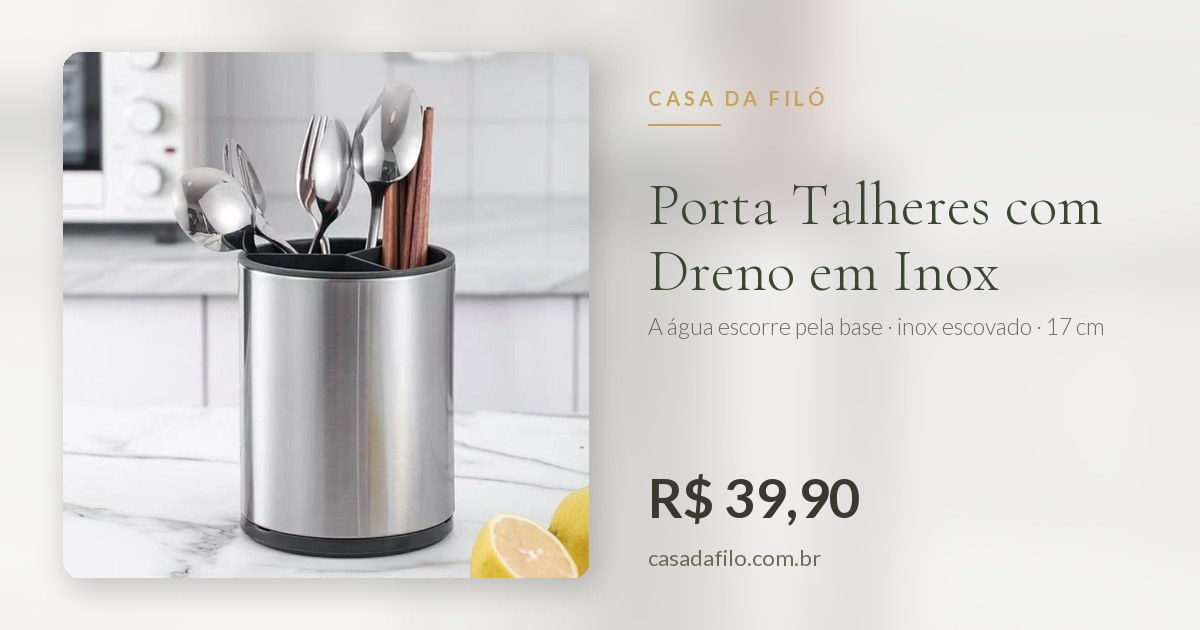 CASA DA FILÓ
Porta Talheres com
Dreno em Inox
A água escorre pela base · inox escovado · 17 cm
R$ 39,90
casadafilo.com.br